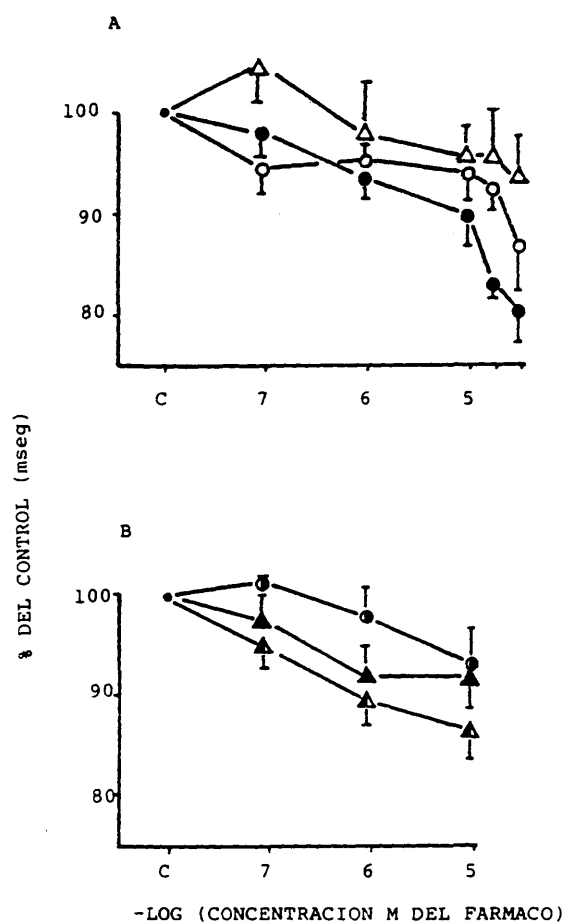 A
100
90
80
C 7 6 5
% DEL CONTROL (mseg)
B
100
90
80
C 7 6 5
-LOG (CONCENTRACION M DEL FARMACO)